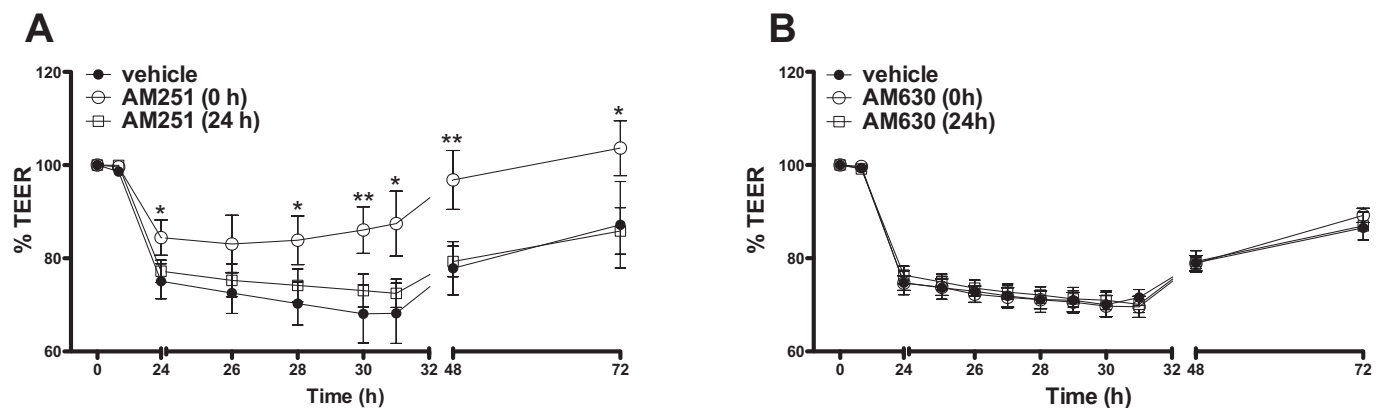 A
vehicle
AM251 (0 h)
AM251 (24 h)
% TEER
120
100
80
60
*
*
**
*
**
*
0 24 26 28 30 32 48 72
Time (h)
B
vehicle
AM630 (0h)
AM630 (24h)
% TEER
120
100
80
60
0 24 26 28 30 32 48 72
Time (h)